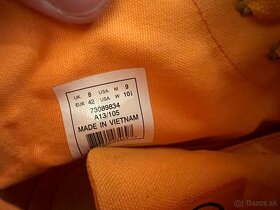 UK 8 USA M 9
EUR 42 USA W 10½
73089834
A13/105
MADE IN VIETNAM
Bazos.sk